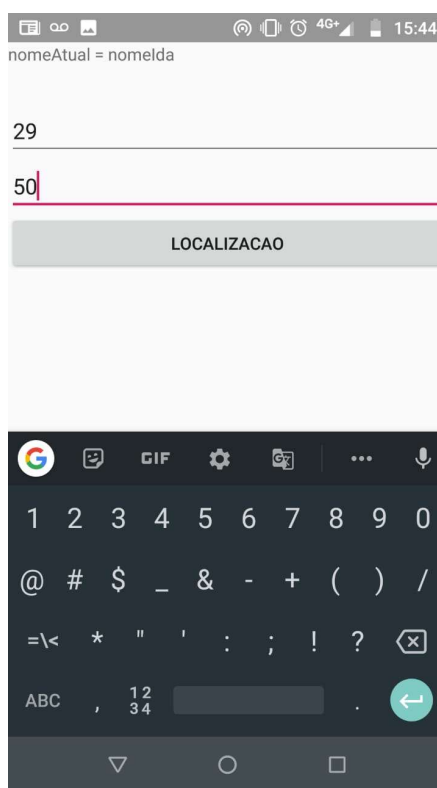 4G+ 15:44
nomeAtual = nomeIda
29
50
LOCALIZACAO
G GIF
1 2 3 4 5 6 7 8 9 0
@ # $ _ & - + ( ) /
=\< * " ' : ; ! ?
ABC , 12 34 .